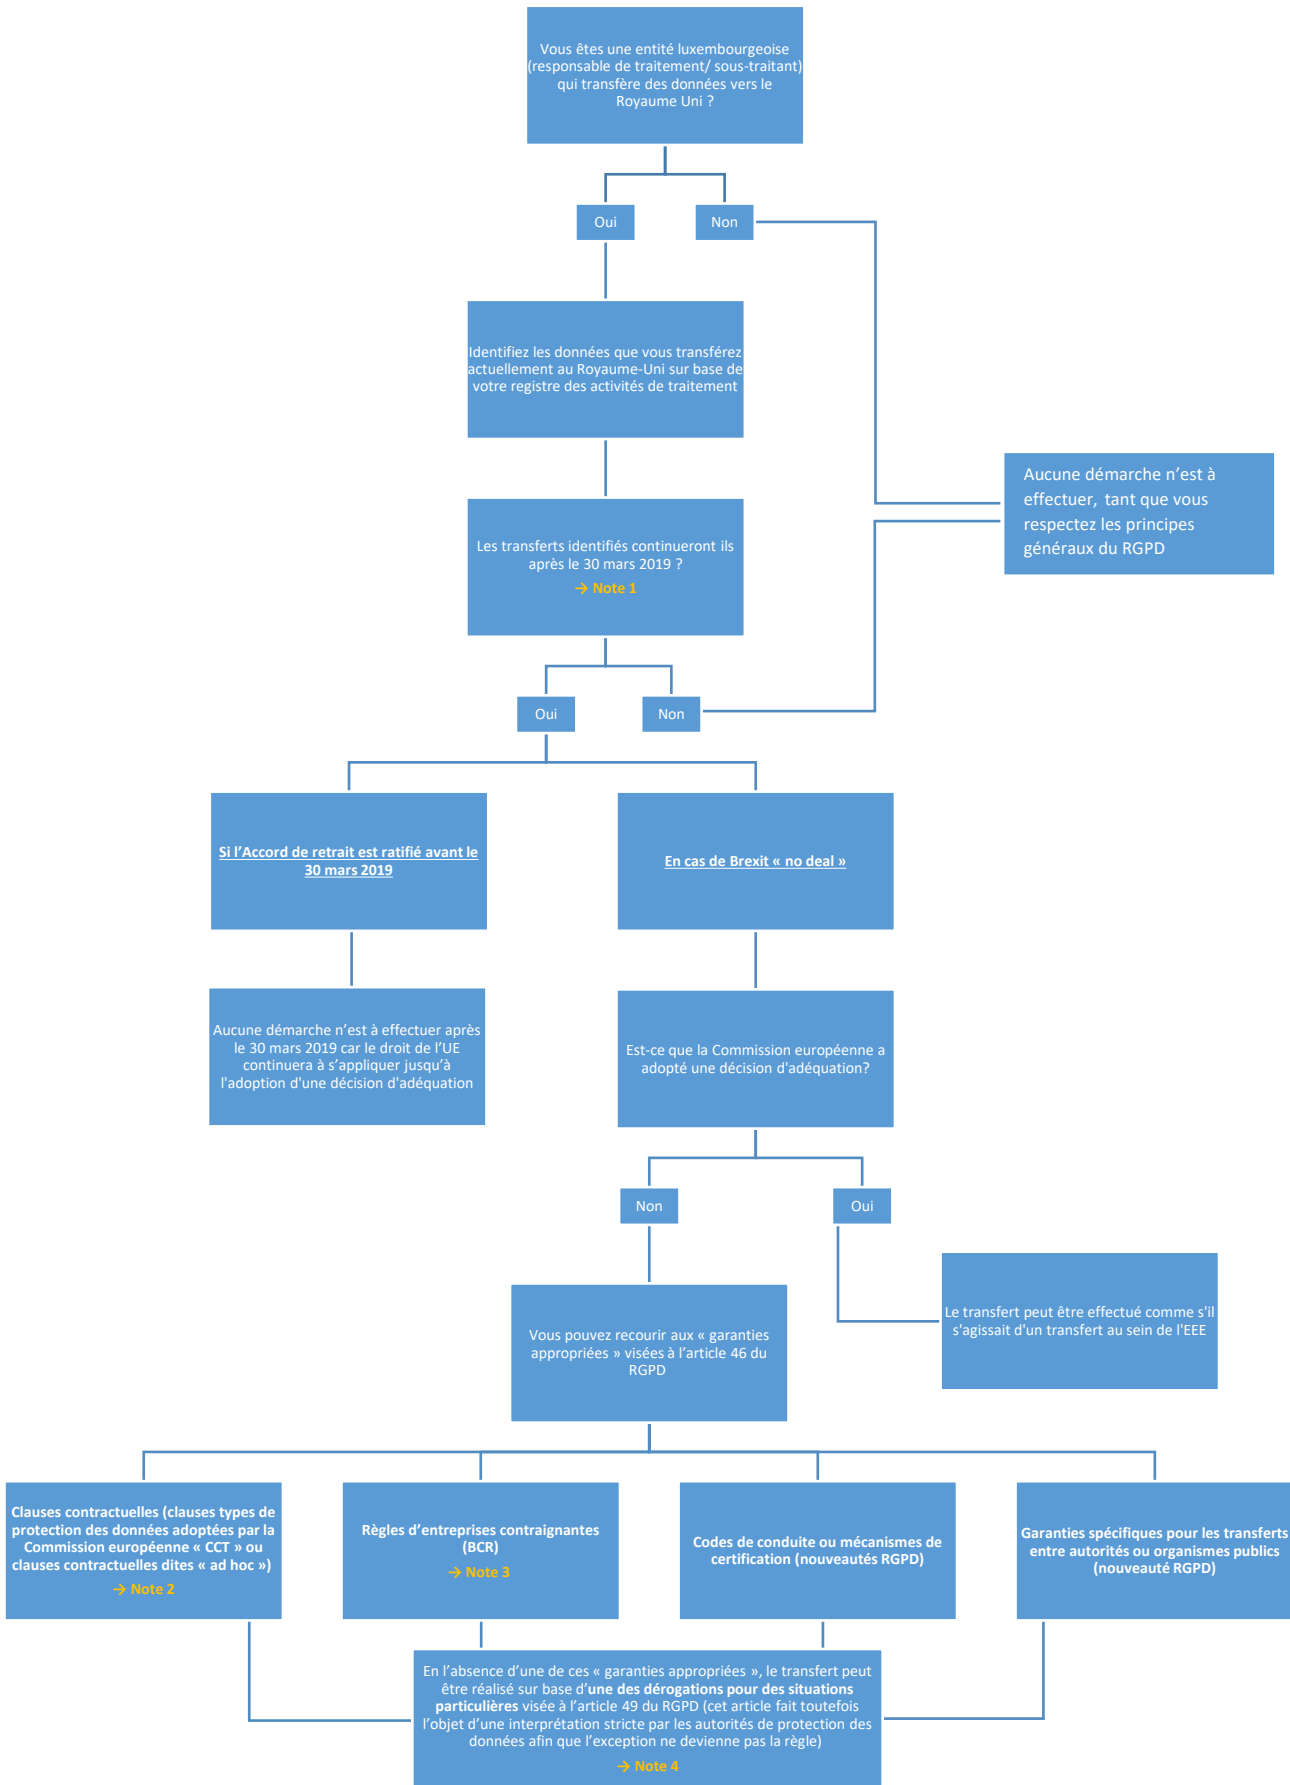 Vous êtes une entité luxembourgeoise
(responsable de traitement/ sous-traitant)
qui transfère des données vers le
Royaume Uni ?
Oui
Non
Identifiez les données que vous transférez
actuellement au Royaume-Uni sur base de
votre registre des activités de traitement
Aucune démarche n’est à
effectuer, tant que vous
respectez les principes
généraux du RGPD
Les transferts identifiés continueront ils
après le 30 mars 2019 ?
→ Note 1
Oui
Non
Si l’Accord de retrait est ratifié avant le
30 mars 2019
En cas de Brexit « no deal »
Aucune démarche n’est à effectuer après
le 30 mars 2019 car le droit de l’UE
continuera à s’appliquer jusqu’à
l'adoption d'une décision d'adéquation
Est-ce que la Commission européenne a
adopté une décision d'adéquation?
Non
Oui
Le transfert peut être effectué comme s'il
s'agissait d'un transfert au sein de l'EEE
Vous pouvez recourir aux « garanties
appropriées » visées à l’article 46 du
RGPD
Clauses contractuelles (clauses types de
protection des données adoptées par la
Commission européenne « CCT » ou
clauses contractuelles dites « ad hoc »)
→ Note 2
Règles d’entreprises contraignantes
(BCR)
→ Note 3
Codes de conduite ou mécanismes de
certification (nouveautés RGPD)
Garanties spécifiques pour les transferts
entre autorités ou organismes publics
(nouveauté RGPD)
En l’absence d’une de ces « garanties appropriées », le transfert peut
être réalisé sur base d’une des dérogations pour des situations
particulières visée à l’article 49 du RGPD (cet article fait toutefois
l’objet d’une interprétation stricte par les autorités de protection des
données afin que l’exception ne devienne pas la règle)
→ Note 4